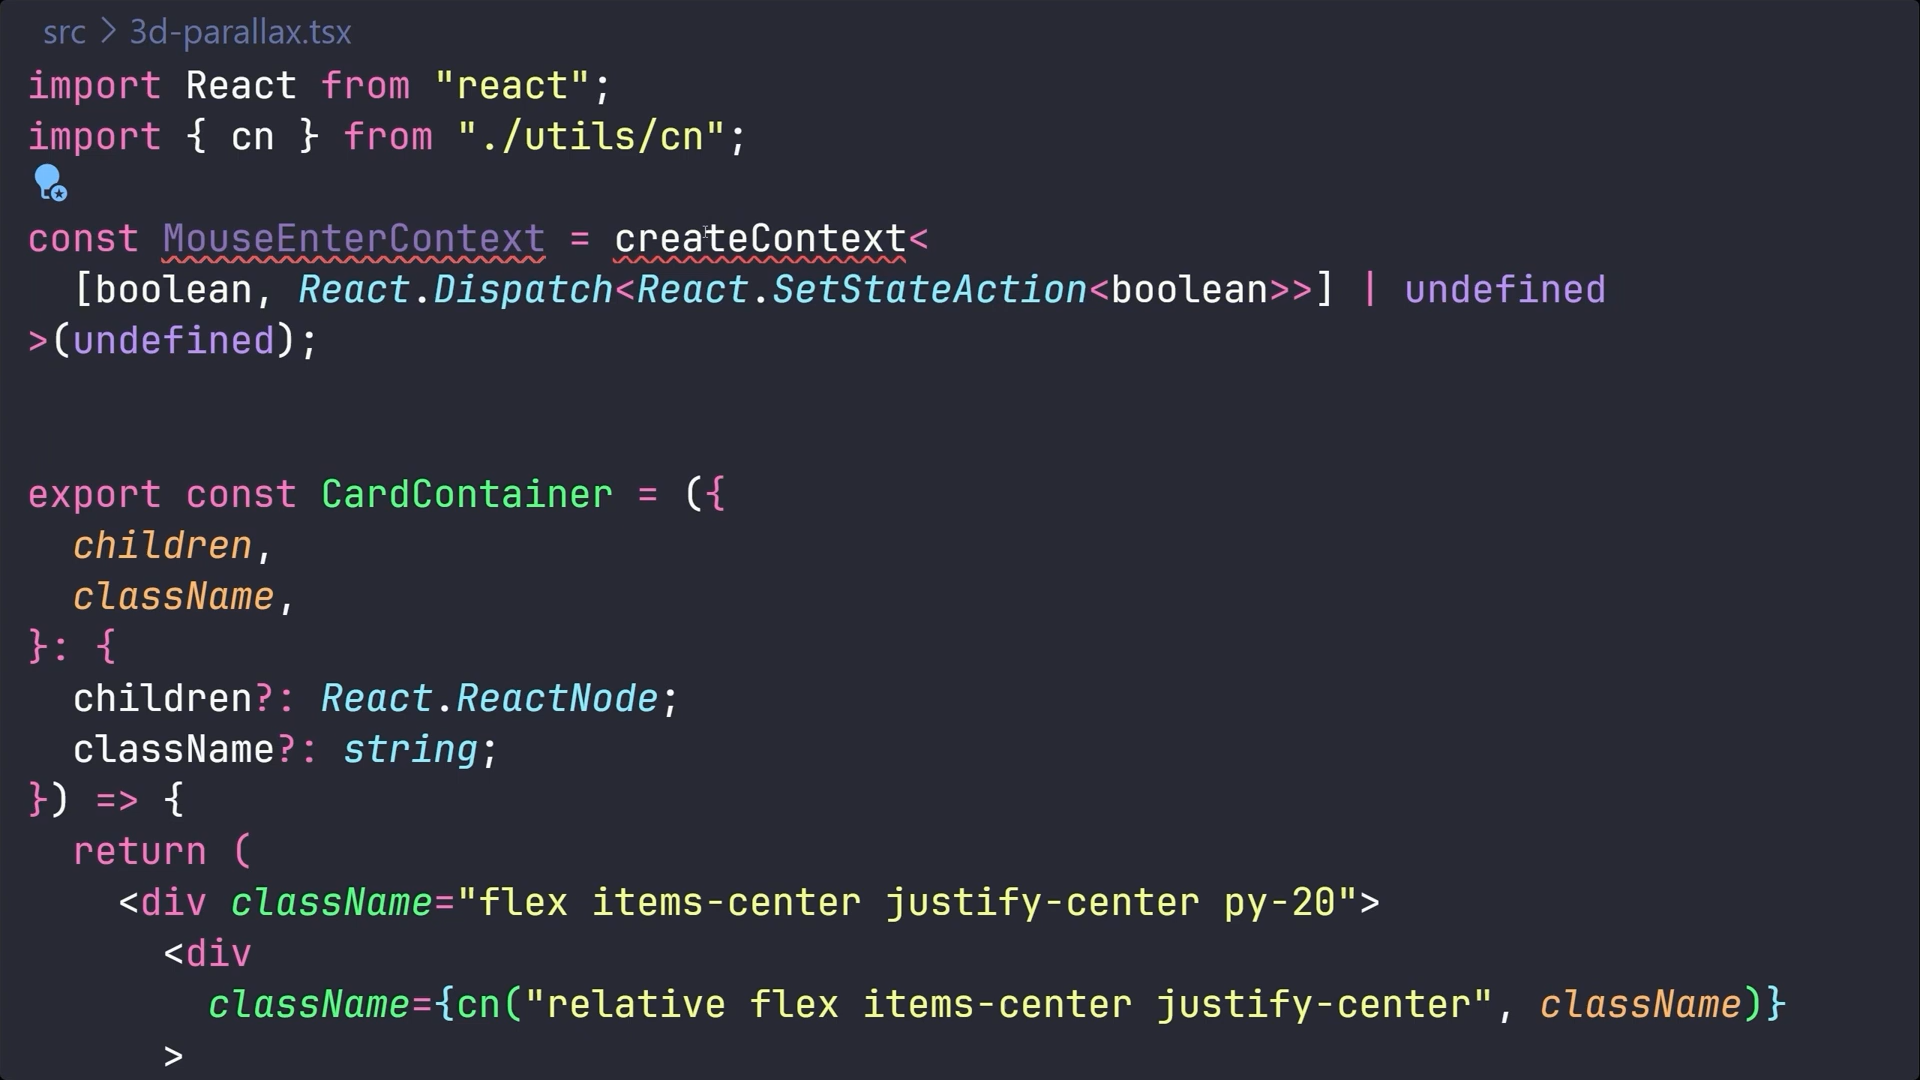 src > 3d-parallax.tsx
import React from "react";
import { cn } from "./utils/cn";
const MouseEnterContext = createContext<
[boolean, React.Dispatch<React.SetStateAction<boolean>>] | undefined
>(undefined);
export const CardContainer = ({
children,
className,
}: {
children?: React.ReactNode;
className?: string;
}) => {
return (
<div className="flex items-center justify-center py-20">
<div
className={cn("relative flex items-center justify-center", className)}
>